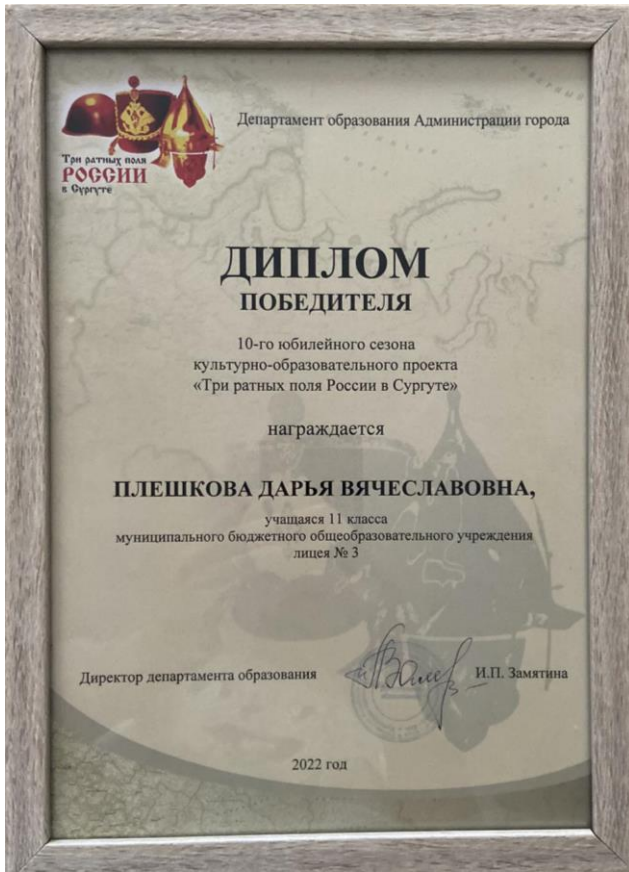 Департамент образования Администрации города
Три ратных поля
РОССИИ
в Сургуте
ДИПЛОМ
ПОБЕДИТЕЛЯ
10-го юбилейного сезона
культурно-образовательного проекта
«Три ратных поля России в Сургуте»
награждается
ПЛЕШКОВА ДАРЬЯ ВЯЧЕСЛАВОВНА,
учащаяся 11 класса
муниципального бюджетного общеобразовательного учреждения
лицея № 3
Директор департамента образования И.П. Замятина
2022 год